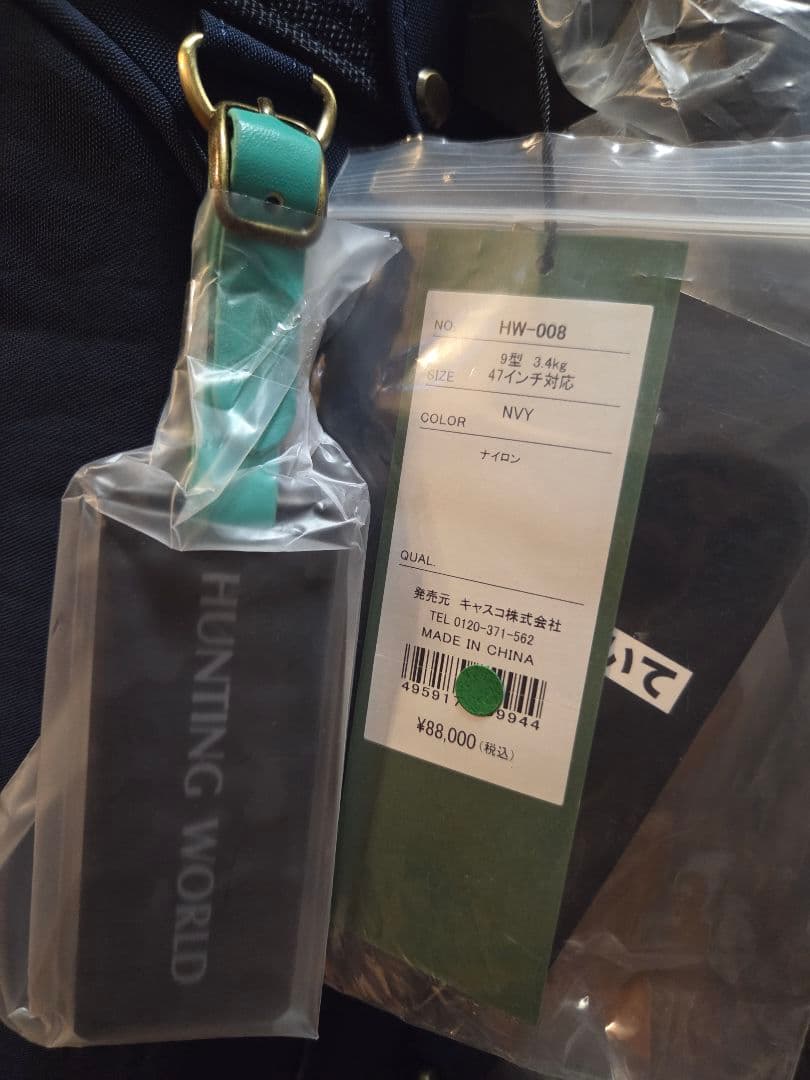 HUNTING WORLD
NO. HW-008
9型 3.4kg
SIZE 47インチ対応
COLOR NVY
ナイロン
QUAL.
発売元 キャスコ株式会社
TEL 0120-371-562
MADE IN CHINA
¥88,000(税込)